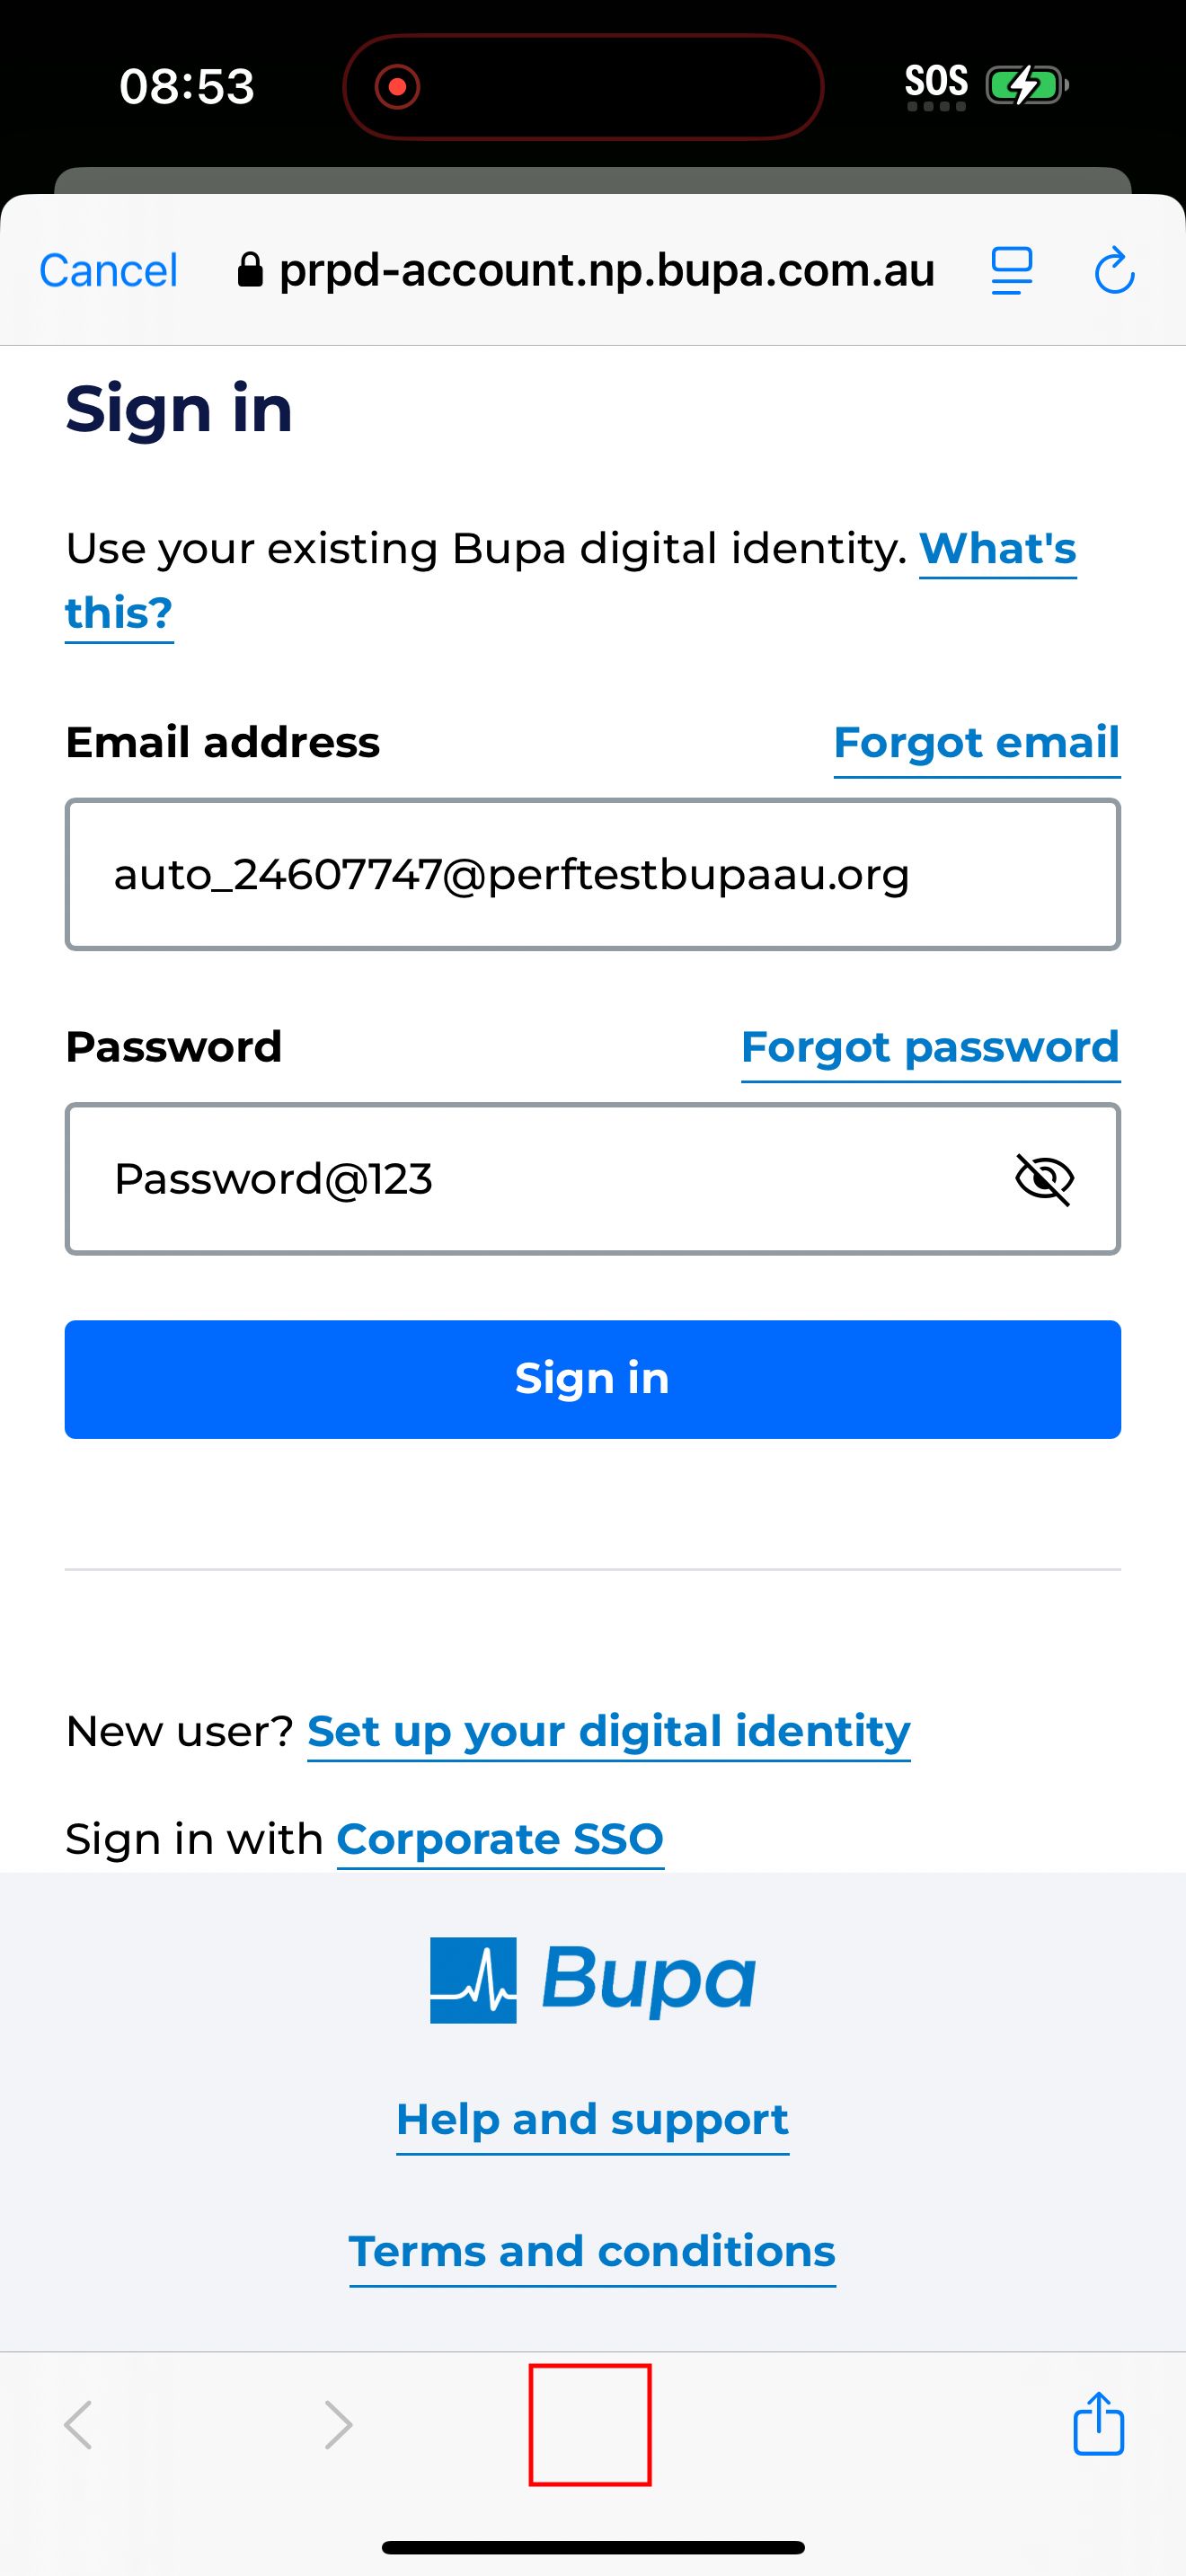 08:53
SOS
Cancel
prpd-account.np.bupa.com.au
Sign in
Use your existing Bupa digital identity. What's
this?
Email address
Forgot email
auto_24607747@perftestbupaau.org
Password
Forgot password
Password@123
Sign in
New user? Set up your digital identity
Sign in with Corporate SSO
Bupa
Help and support
Terms and conditions